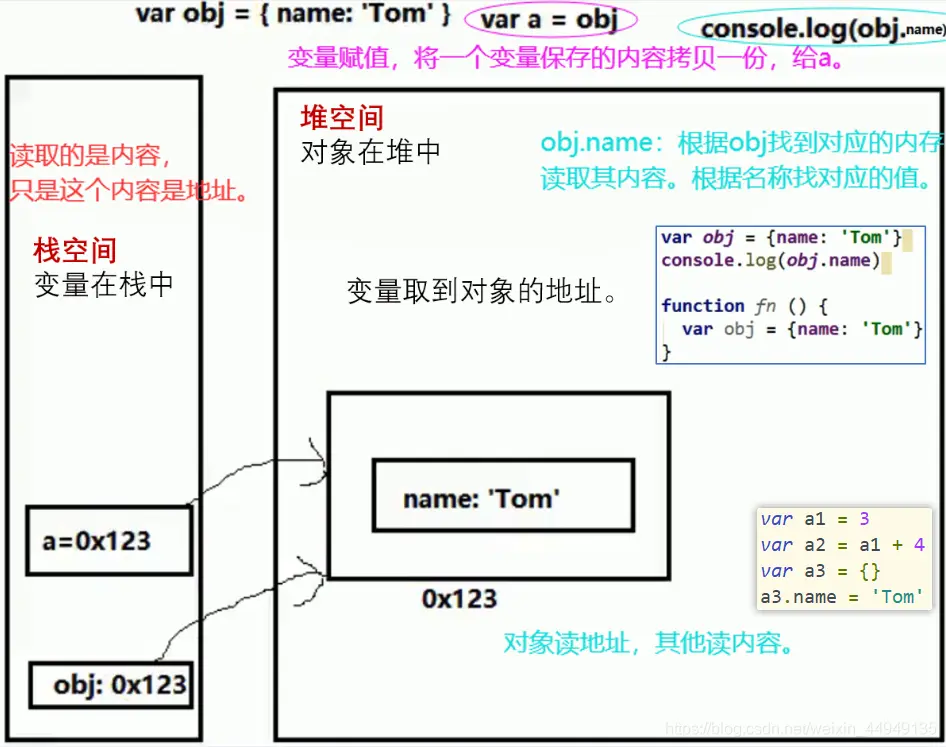 var obj = { name: 'Tom' } var a = obj console.log(obj.name)
变量赋值，将一个变量保存的内容拷贝一份，给a。
读取的是内容，
只是这个内容是地址。
栈空间
变量在栈中
a=0x123
obj: 0x123
堆空间
对象在堆中
obj.name：根据obj找到对应的内存
读取其内容。根据名称找对应的值。
变量取到对象的地址。
var obj = {name: 'Tom'}
console.log(obj.name)
function fn () {
var obj = {name: 'Tom'}
}
name: 'Tom'
0x123
var a1 = 3
var a2 = a1 + 4
var a3 = {}
a3.name = 'Tom'
对象读地址，其他读内容。
https://blog.csdn.net/weixin_44949135